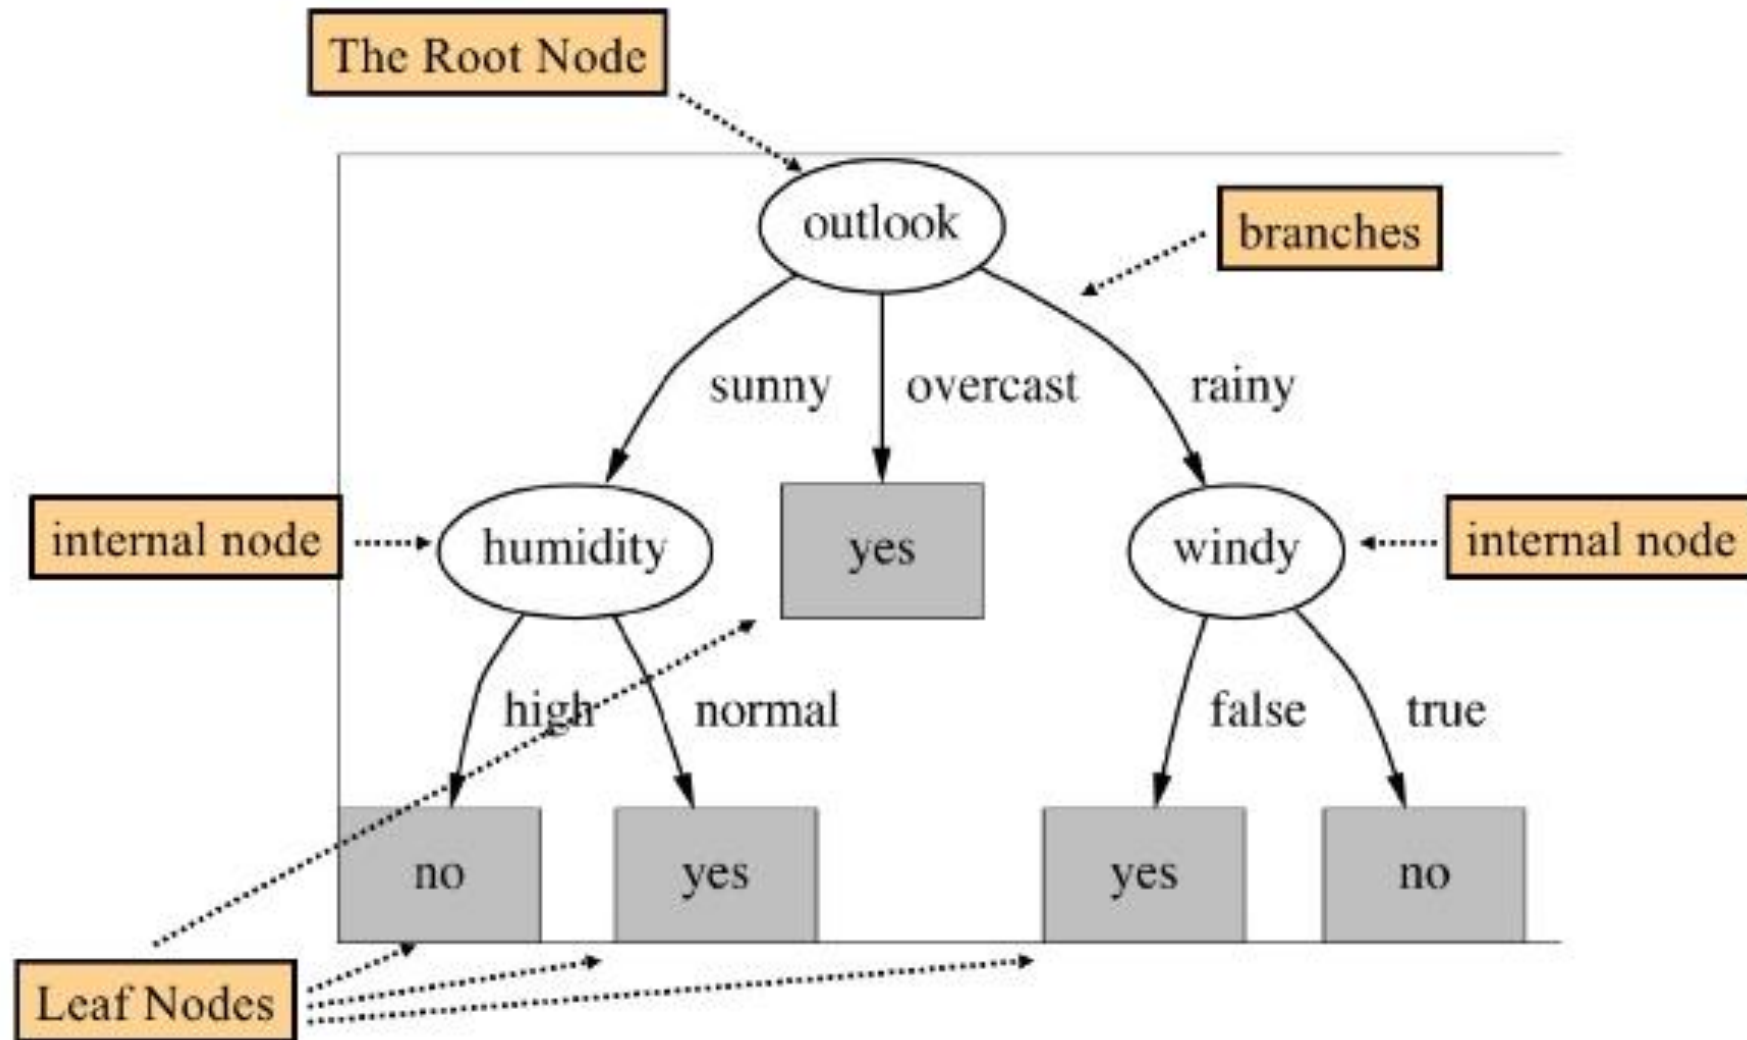 The Root Node
outlook
branches
sunny
overcast
rainy
internal node
humidity
yes
windy
internal node
high
normal
false
true
no
yes
yes
no
Leaf Nodes